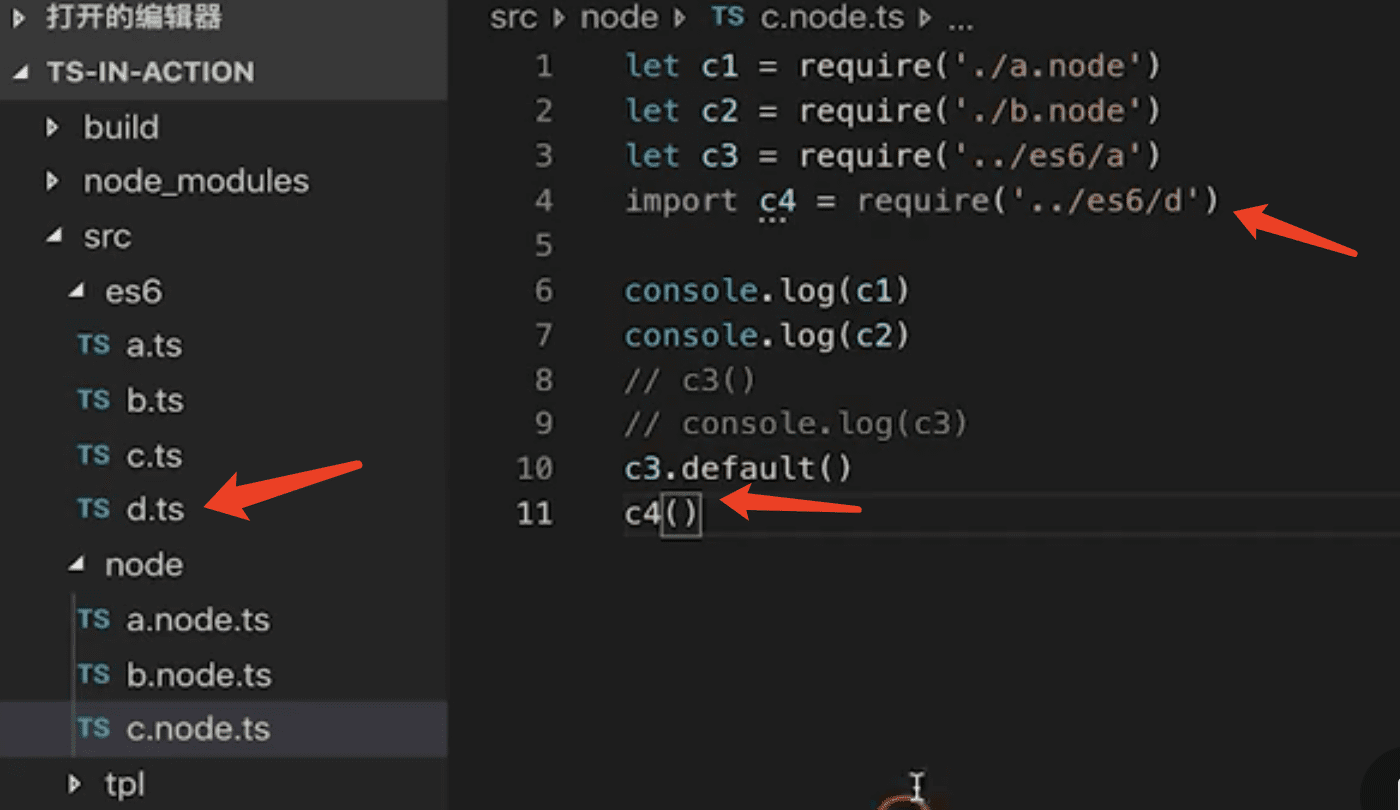 打开的编辑器
TS-IN-ACTION
build
node_modules
src
es6
TS a.ts
TS b.ts
TS c.ts
TS d.ts
node
TS a.node.ts
TS b.node.ts
TS c.node.ts
tpl
src node TS c.node.ts ...
1 let c1 = require('./a.node')
2 let c2 = require('./b.node')
3 let c3 = require('../es6/a')
4 import c4 = require('../es6/d')
5
6 console.log(c1)
7 console.log(c2)
8 // c3()
9 // console.log(c3)
10 c3.default()
11 c4()